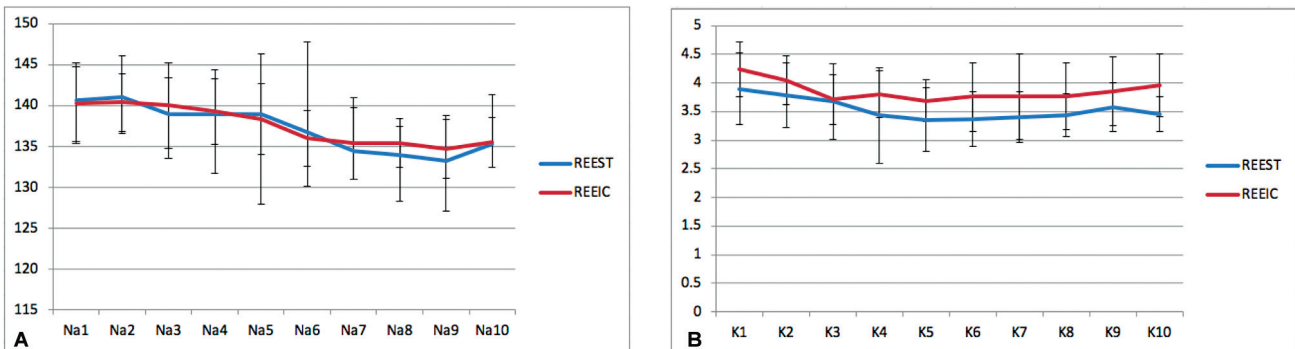 150
145
140
135
130
125
120
115
Na1 Na2 Na3 Na4 Na5 Na6 Na7 Na8 Na9 Na10
REEST
REEIC
A
5
4.5
4
3.5
3
2.5
2
1.5
1
0.5
0
K1 K2 K3 K4 K5 K6 K7 K8 K9 K10
REEST
REEIC
B